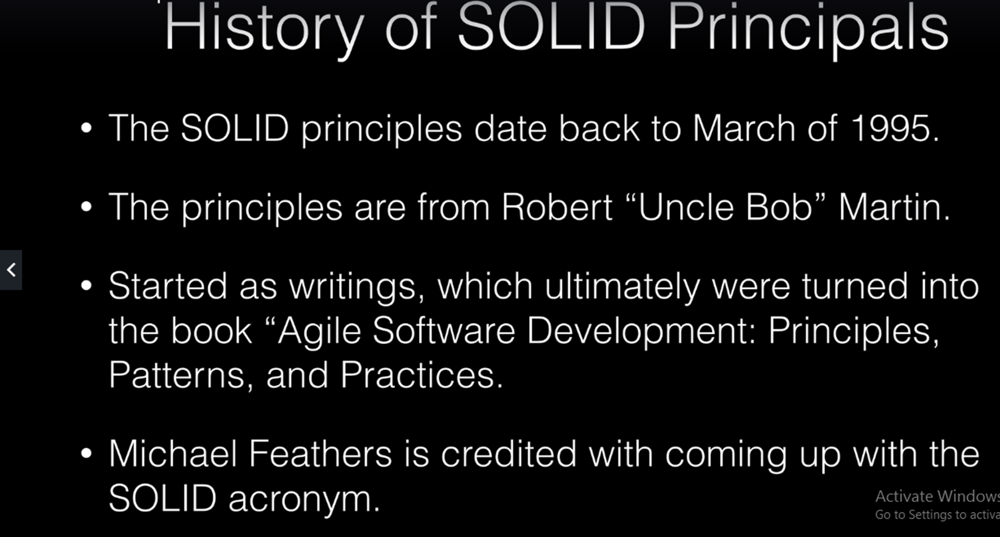 History of SOLID Principals
• The SOLID principles date back to March of 1995.
• The principles are from Robert “Uncle Bob” Martin.
• Started as writings, which ultimately were turned into
the book “Agile Software Development: Principles,
Patterns, and Practices.
• Michael Feathers is credited with coming up with the
SOLID acronym.
Activate Windows
Go to Settings to activa